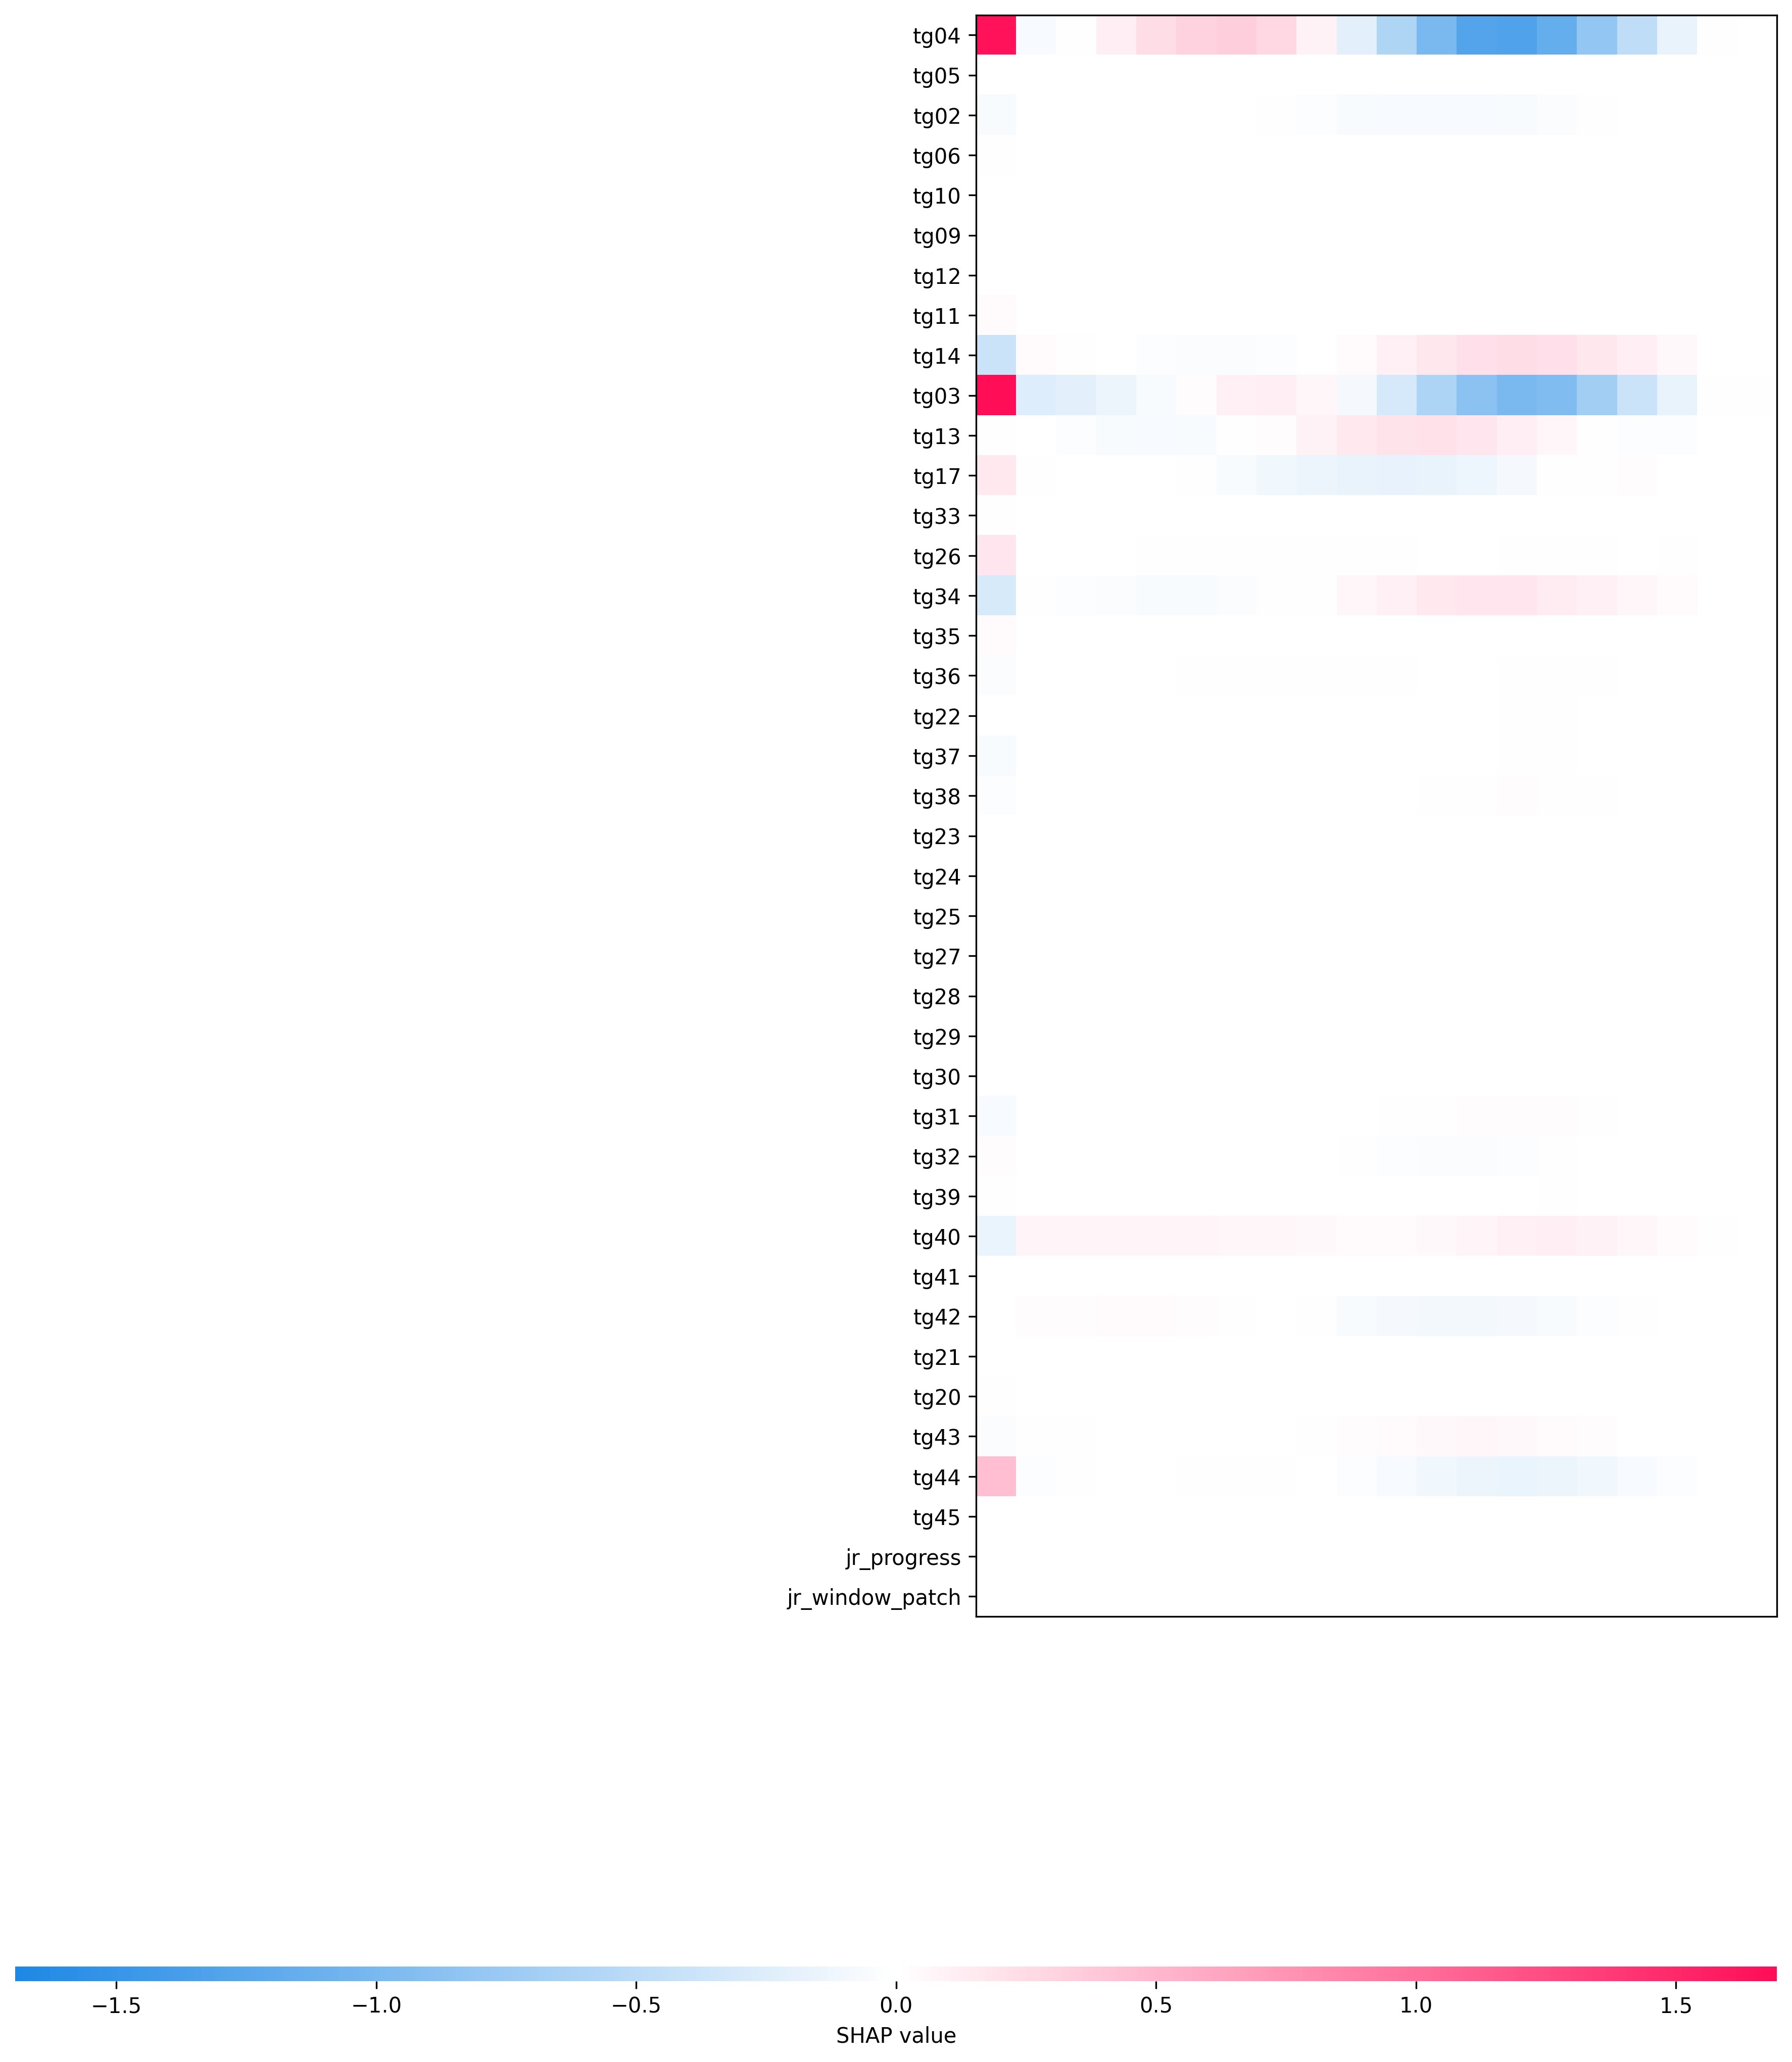 tg04
tg05
tg02
tg06
tg10
tg09
tg12
tg11
tg14
tg03
tg13
tg17
tg33
tg26
tg34
tg35
tg36
tg22
tg37
tg38
tg23
tg24
tg25
tg27
tg28
tg29
tg30
tg31
tg32
tg39
tg40
tg41
tg42
tg21
tg20
tg43
tg44
tg45
jr_progress
jr_window_patch
−1.5 −1.0 −0.5 0.0 0.5 1.0 1.5
SHAP value